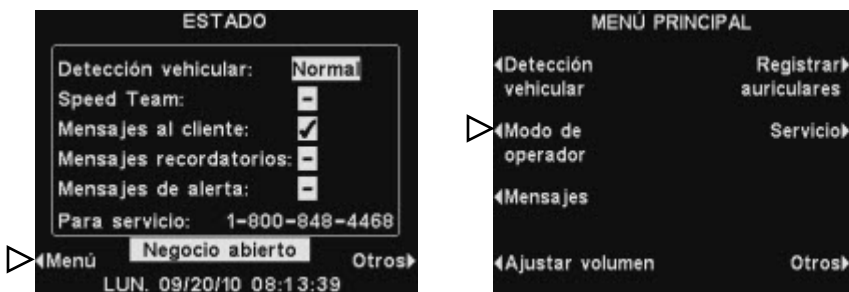 ESTADO
Detección vehicular: Normal
Speed Team: -
Mensajes al cliente: ✓
Mensajes recordatorios: -
Mensajes de alerta: -
Para servicio: 1-800-848-4468
Negocio abierto
Menú Otros
LUN. 09/20/10 08:13:39
MENÚ PRINCIPAL
Detección Registrar
vehicular auriculares
Modo de Servicio
operador
Mensajes
Ajustar volumen Otros